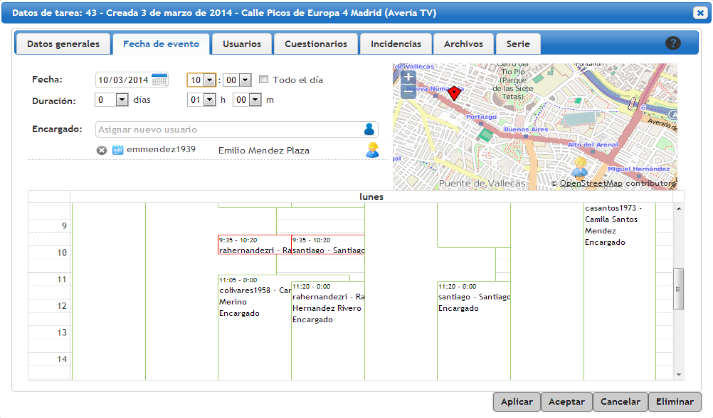 Datos de tarea: 43 - Creada 3 de marzo de 2014 - Calle Picos de Europa 4 Madrid (Avería TV)
Datos generales
Fecha de evento
Usuarios
Cuestionarios
Incidencias
Archivos
Serie
?
Fecha: 10/03/2014 10 : 00 Todo el día
Duración: 0 días 01 h 00 m
Encargado: Asignar nuevo usuario
emmendez1939 Emilio Mendez Plaza
Cerro del
Tío Pío
(Parque
de las Siete
Tetas)
Portazgo
Buenos Aires
Alto del Arenal
Miguel Hernández
Puente de Vallecas
© OpenStreetMap contributors
lunes
9
10
11
12
13
14
9:35 - 10:20
rahernandezri - Ra
9:35 - 10:20
santiago - Santiago
11:05 - 0:00
cotivares1958 - Car
Merino
Encargado
11:20 - 0:00
rahernandezri - Ra
Hernandez Rivero
Encargado
11:20 - 0:00
santiago - Santiago
Encargado
casantos1973 -
Camila Santos
Mendez
Encargado
Aplicar
Aceptar
Cancelar
Eliminar